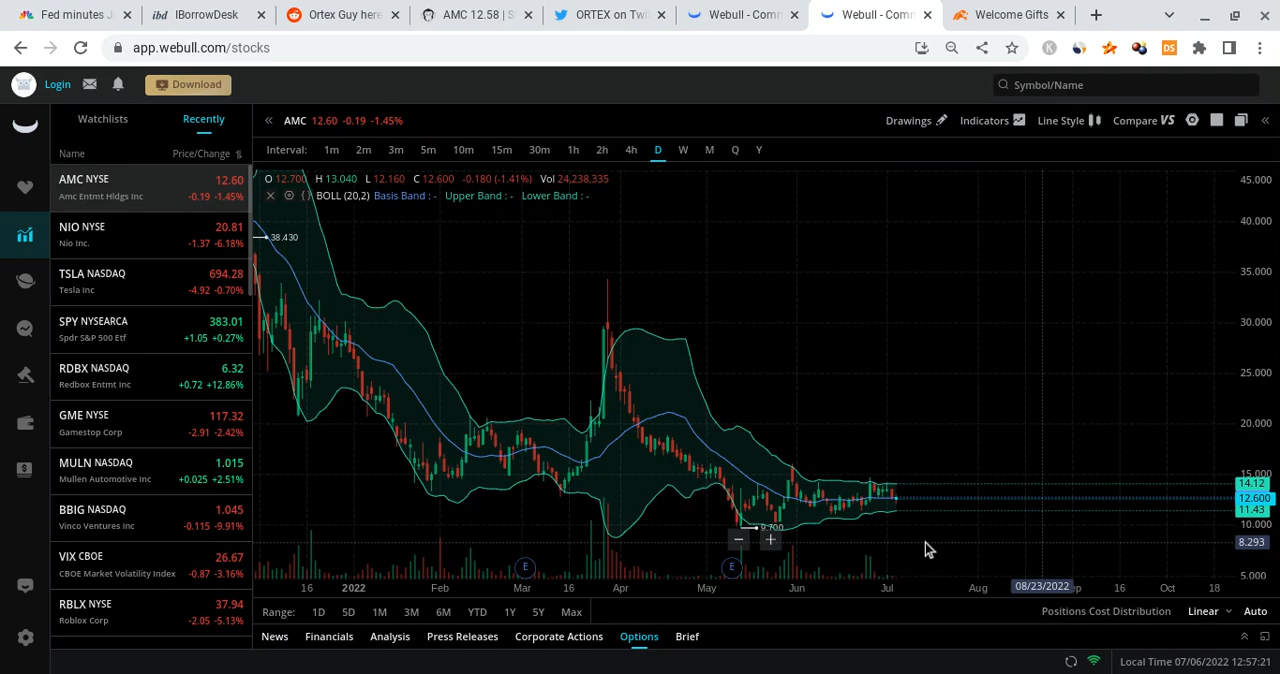 Fed minutes J
IBorrowDesk
Ortex Guy here
AMC 12.58 | S
ORTEX on Twi
Webull - Comm
Webull - Comm
Welcome Gifts
app.webull.com/stocks
Login
Download
Symbol/Name
Watchlists
Recently
AMC 12.60 -0.19 -1.45%
Drawings
Indicators
Line Style
Compare VS
Interval: 1m 2m 3m 5m 10m 15m 30m 1h 2h 4h D W M Q Y
Name Price/Change
AMC NYSE 12.60
Amc Entmt Hldgs Inc -0.19 -1.45%
NIO NYSE 20.81
Nio Inc. -1.37 -6.18%
TSLA NASDAQ 694.28
Tesla Inc -4.92 -0.70%
SPY NYSEARCA 383.01
Spdr S&P 500 Etf +1.05 +0.27%
RDBX NASDAQ 6.32
Redbox Entmt Inc +0.72 +12.86%
GME NYSE 117.32
Gamestop Corp -2.91 -2.42%
MULN NASDAQ 1.015
Mullen Automotive Inc +0.025 +2.51%
BBIG NASDAQ 1.045
Vinco Ventures Inc -0.115 -9.91%
VIX CBOE 26.67
CBOE Market Volatility Index -0.87 -3.16%
RBLX NYSE 37.94
Roblox Corp -2.05 -5.13%
O 12.700 H 13.040 L 12.160 C 12.600 -0.180 (-1.41%) Vol 24,238,335
BOLL (20,2) Basis Band : - Upper Band : - Lower Band : -
38.430
9.700
45.000
40.000
35.000
30.000
25.000
20.000
15.000
14.12
12.600
11.43
10.000
8.293
5.000
E
E
16 2022 Feb 16 Mar 16 Apr May Jun Jul Aug 08/23/2022 ep 16 Oct 18
Range: 1D 5D 1M 3M 6M YTD 1Y 5Y Max
Positions Cost Distribution Linear Auto
News Financials Analysis Press Releases Corporate Actions Options Brief
Local Time 07/06/2022 12:57:21